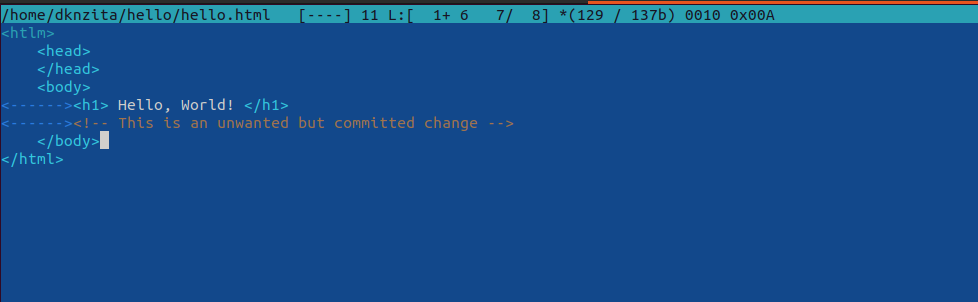 /home/dknzita/hello/hello.html   [----] 11 L:[  1+ 6   7/  8] *(129 / 137b) 0010 0x00A
<htlm>
    <head>
    </head>
    <body>
<------><h1> Hello, World! </h1>
<------><!-- This is an unwanted but committed change -->
    </body>
</html>